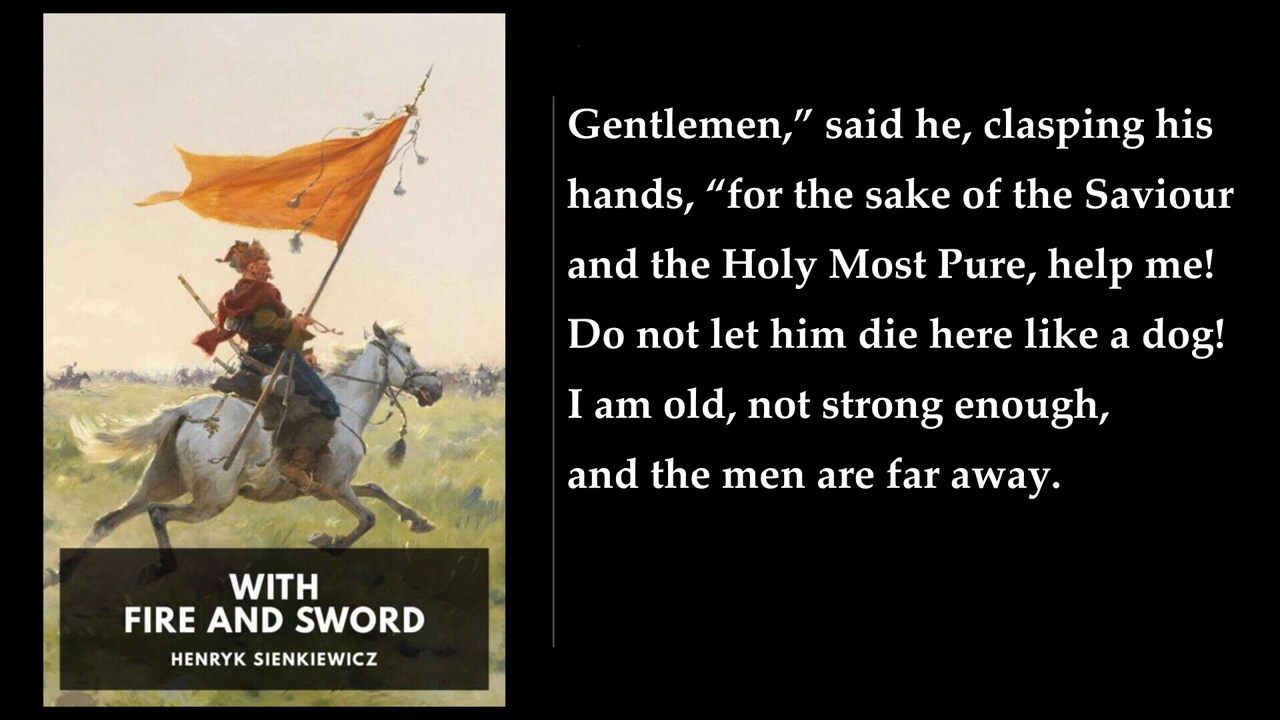 WITH
FIRE AND SWORD
HENRYK SIENKIEWICZ
Gentlemen,” said he, clasping his
hands, “for the sake of the Saviour
and the Holy Most Pure, help me!
Do not let him die here like a dog!
I am old, not strong enough,
and the men are far away.